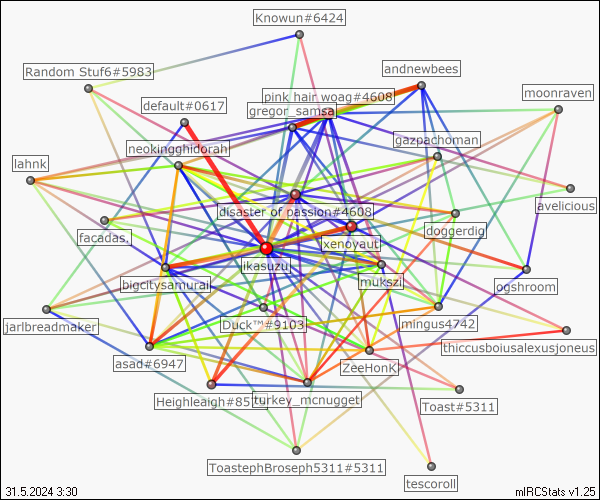 Knowun#6424
Random Stuf6#5983
andnewbees
pink hair woag#4608
moonraven
default#0617
gregor_samsa
gazpachoman
neokingghidorah
lahnk
disaster of passion#4608
avelicious
facadas.
doggerdig
xenoyaut
likasuzu
bigcitysamurai
mukszi
ogshroom
jarlbreadmaker
Duck™#9103
mingus4742
thiccusboiusalexusjoneus
asad#6947
ZeeHonK
Heighleagh#85
turkey_mcnugget
Toast#5311
ToastephBroseph5311#5311
tescoroll
31.5.2024 3:30
mIRCStats v1.25